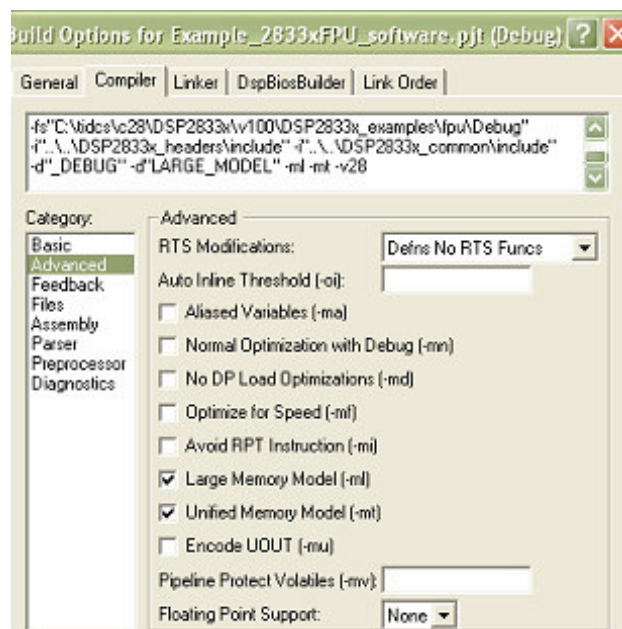 Build Options for Example_2833xFPU_software.pjt (Debug)
General Compiler Linker DspBiosBuilder Link Order
-fs"C:\tidcs\c28\DSP2833x\v100\DSP2833x_examples\fpu\Debug"
-i"..\..\DSP2833x_headers\include" -i"..\..\DSP2833x_common\include"
-d"_DEBUG" -d"LARGE_MODEL" -ml -mt -v28
Category:
Basic
Advanced
Feedback
Files
Assembly
Parser
Preprocessor
Diagnostics
Advanced
RTS Modifications: Defns No RTS Funcs
Auto Inline Threshold (-oi):
Aliased Variables (-ma)
Normal Optimization with Debug (-mn)
No DP Load Optimizations (-md)
Optimize for Speed (-mf)
Avoid RPT Instruction (-mi)
Large Memory Model (-ml)
Unified Memory Model (-mt)
Encode UOUT (-mu)
Pipeline Protect Volatiles (-mv):
Floating Point Support: None